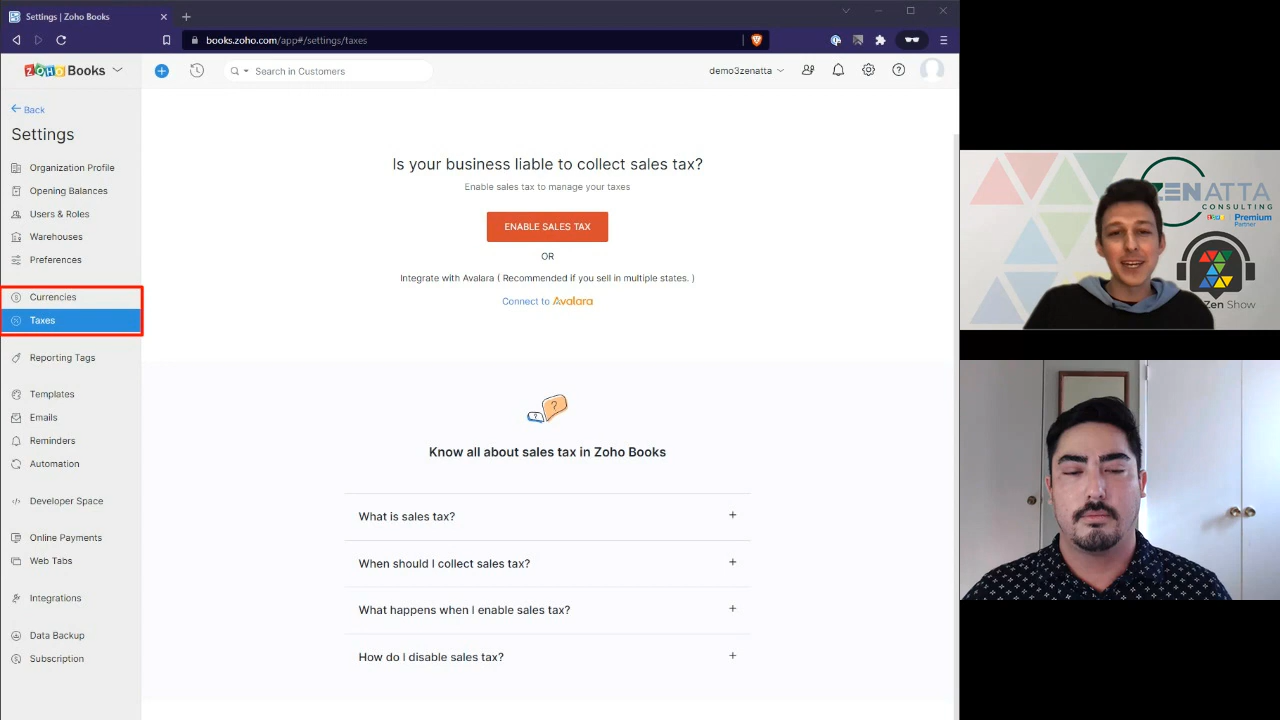 Settings | Zoho Books
books.zoho.com/app#/settings/taxes
ZOHO Books
Search in Customers
demo3zenatta
Back
Settings
Organization Profile
Opening Balances
Users & Roles
Warehouses
Preferences
Currencies
Taxes
Reporting Tags
Templates
Emails
Reminders
Automation
Developer Space
Online Payments
Web Tabs
Integrations
Data Backup
Subscription
Is your business liable to collect sales tax?
Enable sales tax to manage your taxes
ENABLE SALES TAX
OR
Integrate with Avalara ( Recommended if you sell in multiple states. )
Connect to Avalara
Know all about sales tax in Zoho Books
What is sales tax?
When should I collect sales tax?
What happens when I enable sales tax?
How do I disable sales tax?
ZENATTA
CONSULTING
Premium
Partner
Zen Show